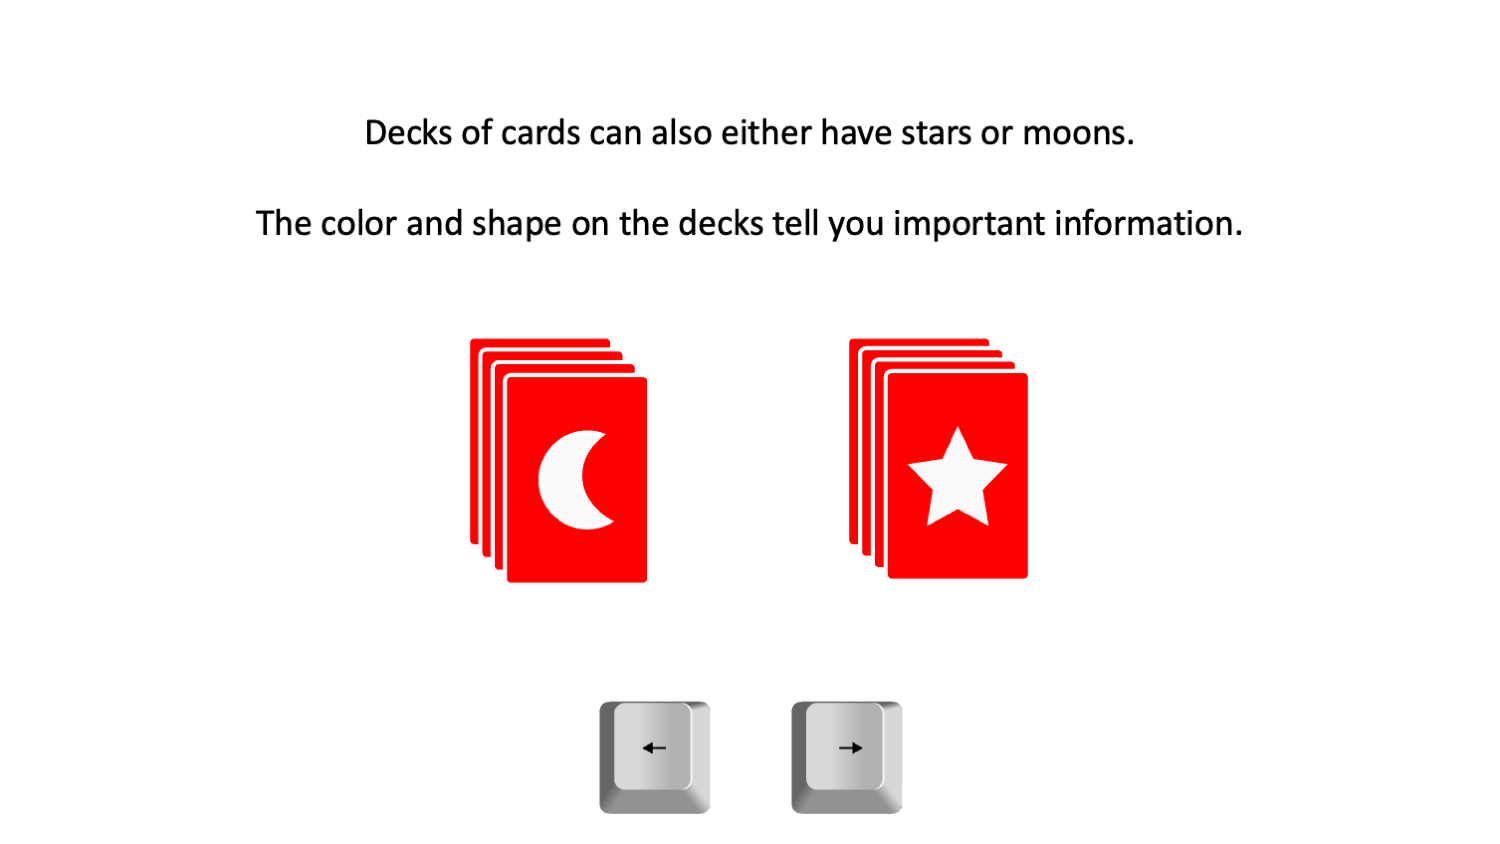 Decks of cards can also either have stars or moons.
The color and shape on the decks tell you important information.